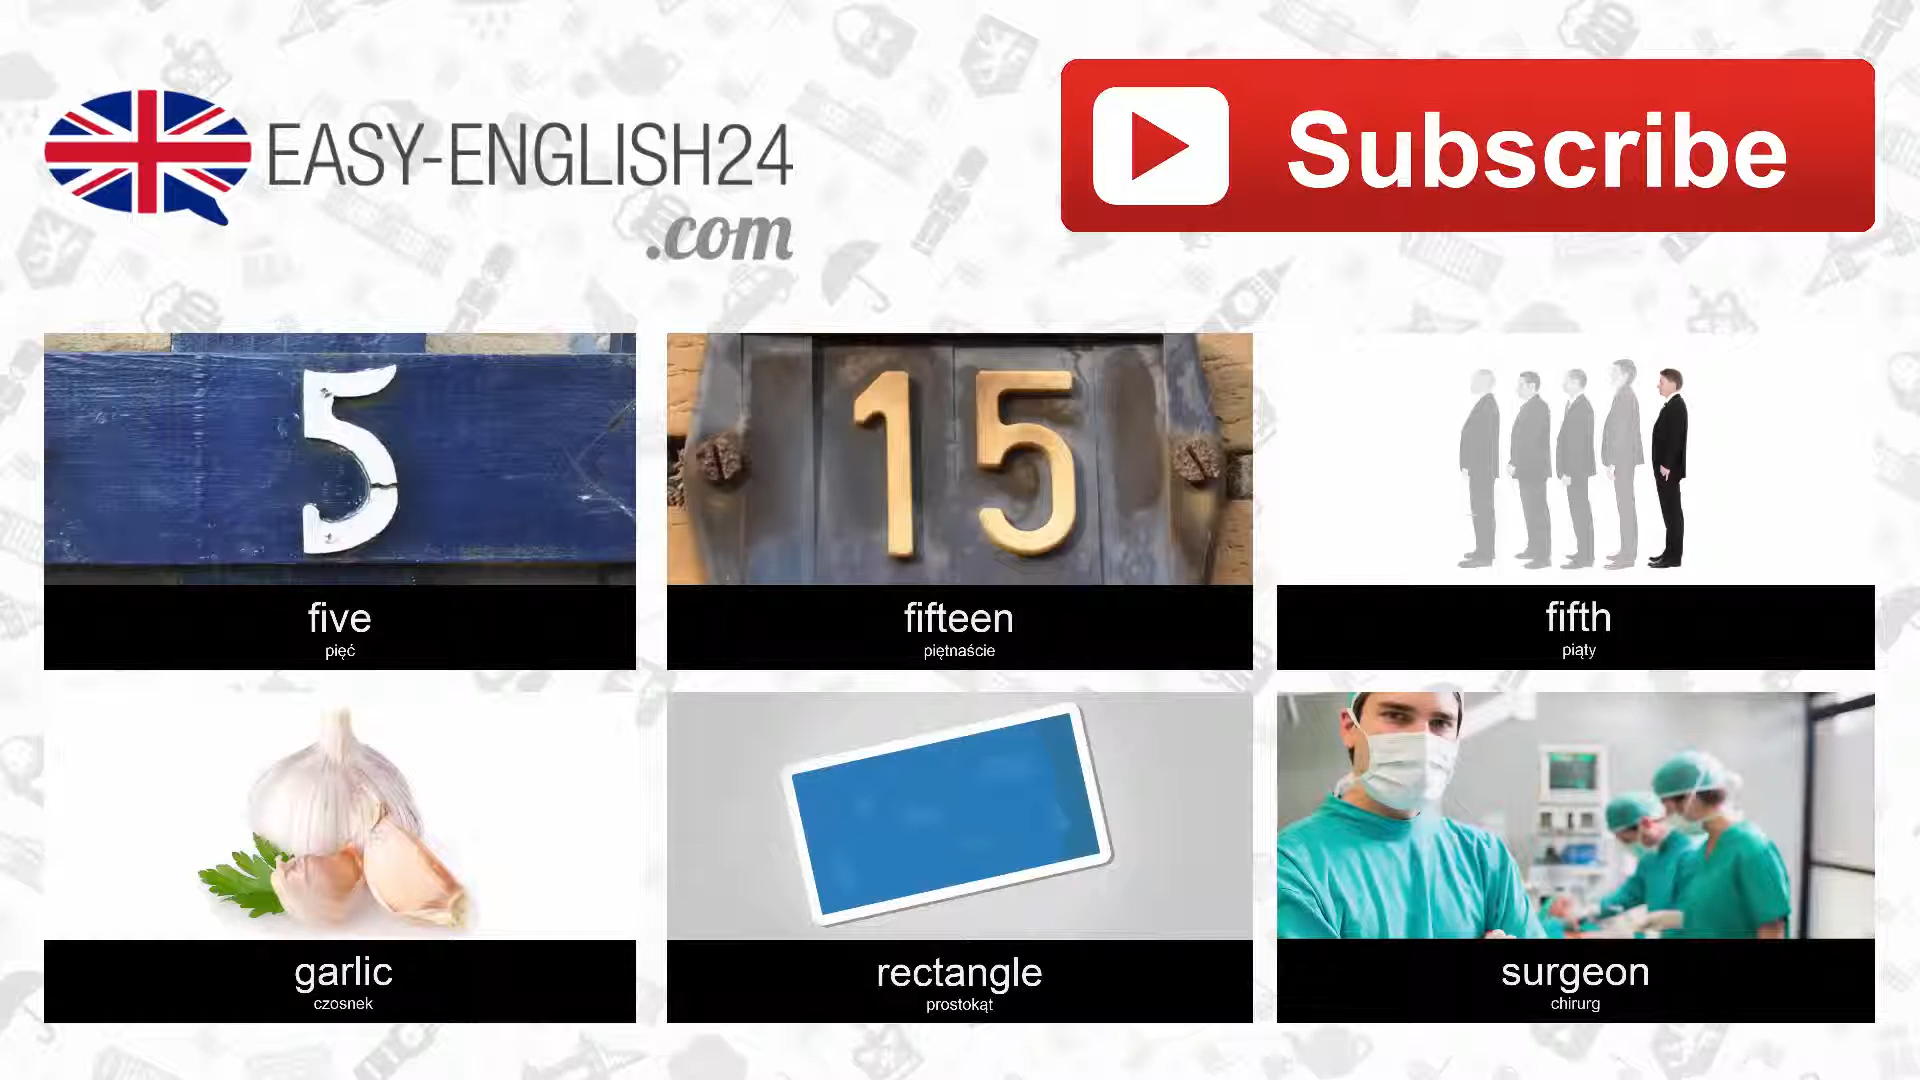 EASY-ENGLISH24
.com
Subscribe
5
15
five
pięć
fifteen
piętnaście
fifth
piąty
garlic
czosnek
rectangle
prostokąt
surgeon
chirurg